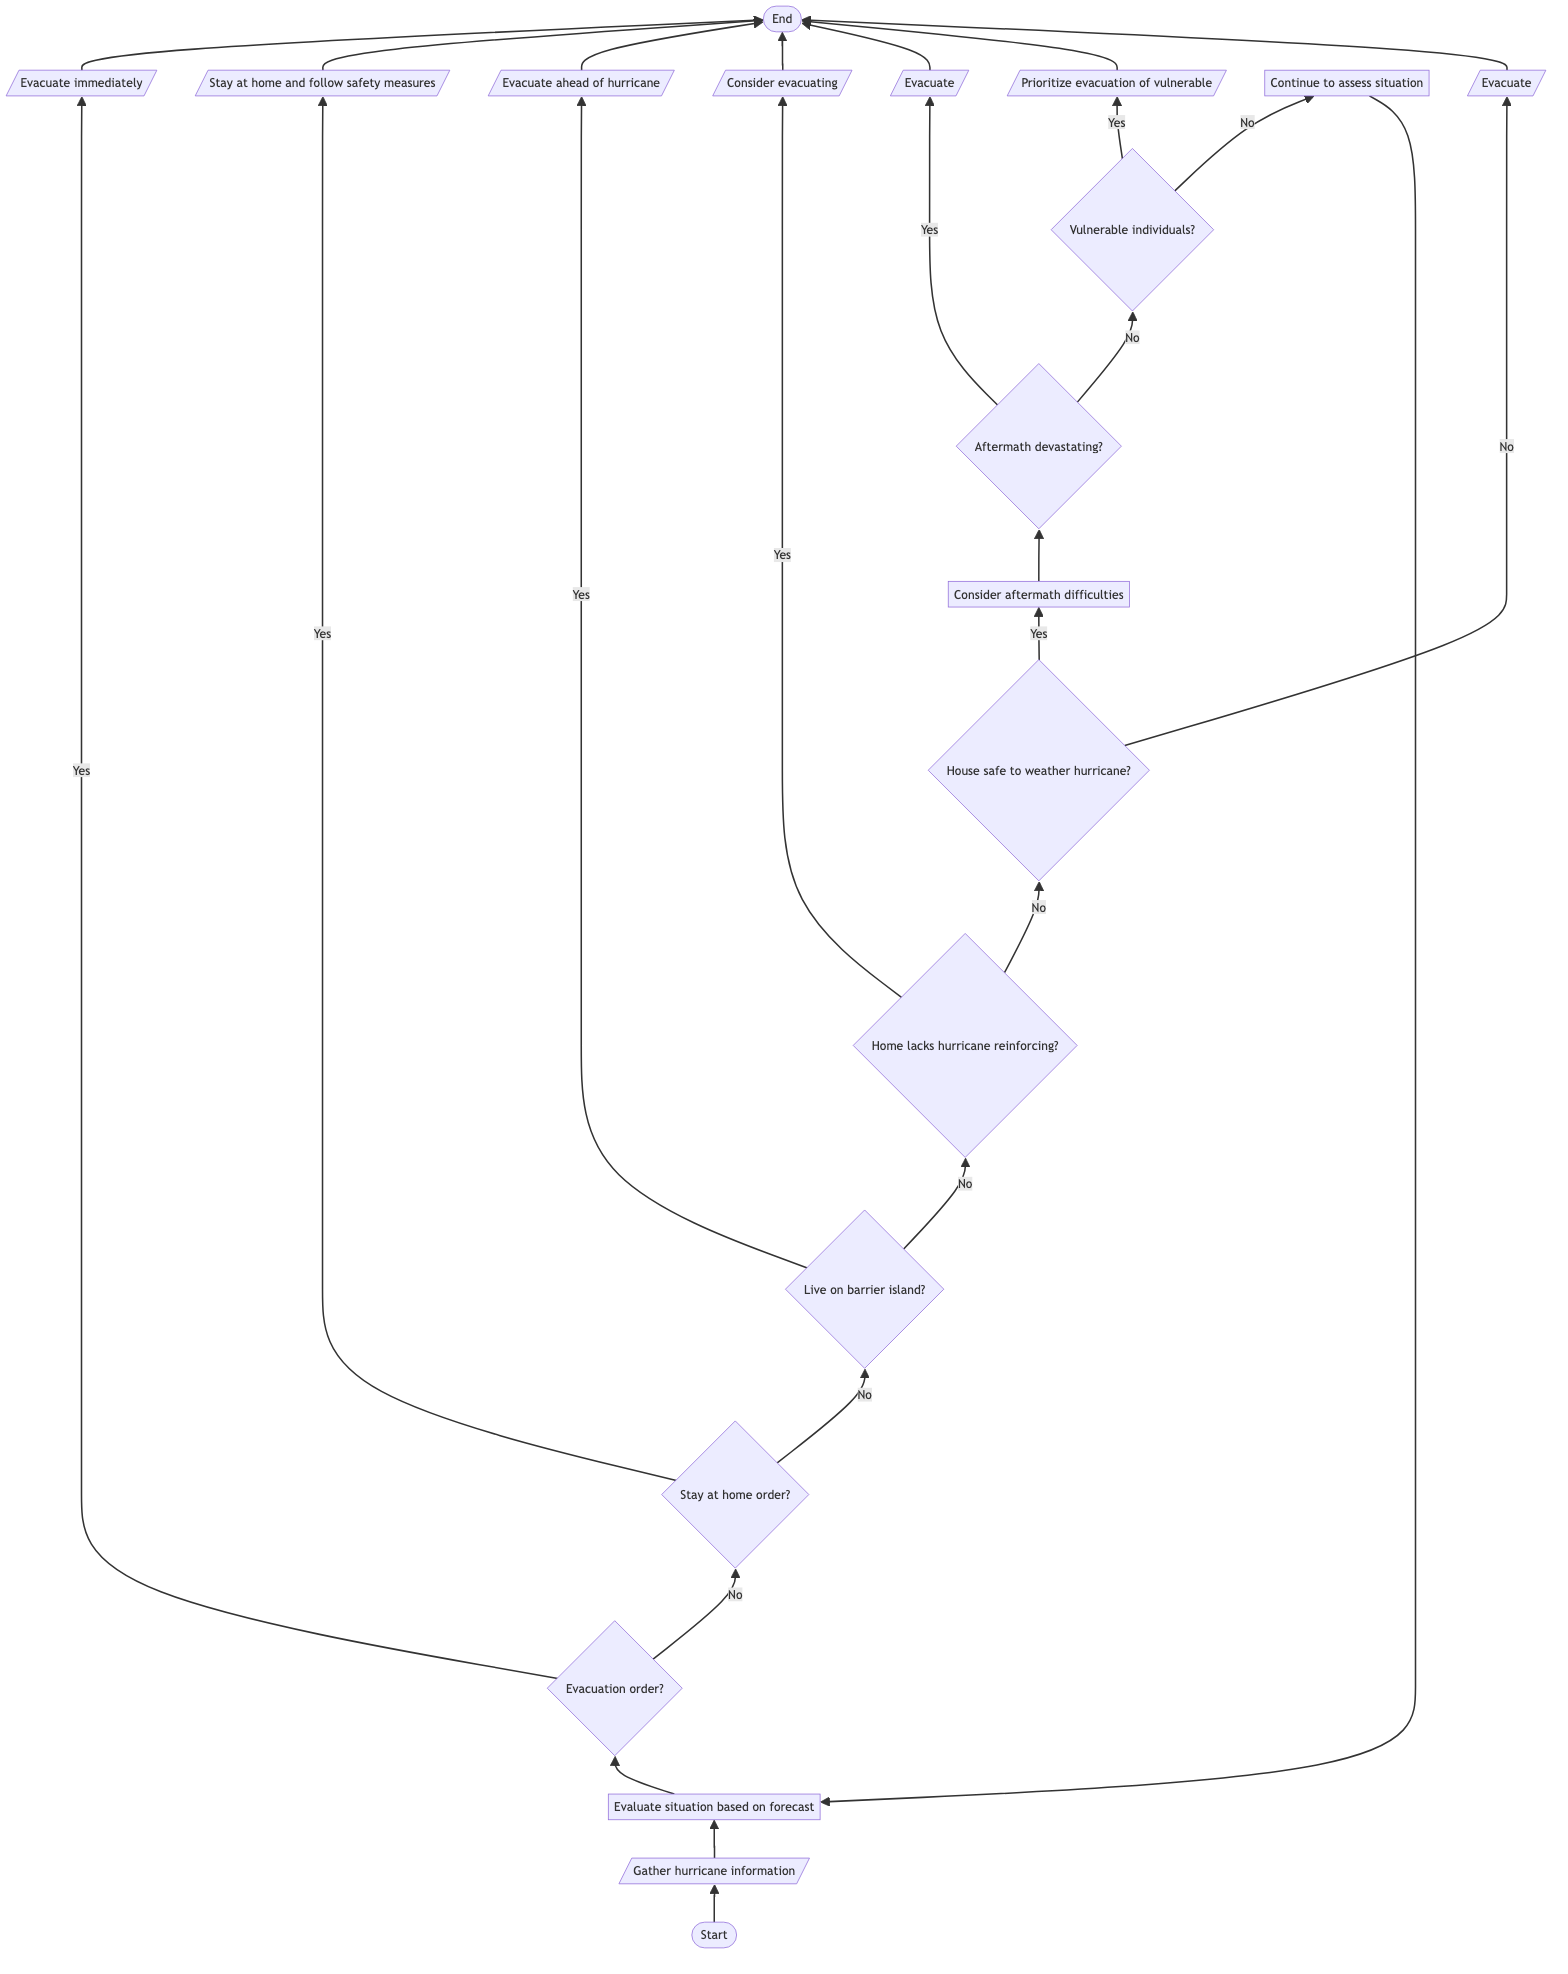 End
Evacuate immediately
Stay at home and follow safety measures
Evacuate ahead of hurricane
Consider evacuating
Evacuate
Prioritize evacuation of vulnerable
Continue to assess situation
Evacuate
Yes
No
Yes
Vulnerable individuals?
No
Aftermath devastating?
No
Yes
Consider aftermath difficulties
Yes
Yes
Yes
House safe to weather hurricane?
Yes
No
Home lacks hurricane reinforcing?
No
Live on barrier island?
No
Stay at home order?
No
Evacuation order?
Evaluate situation based on forecast
Gather hurricane information
Start